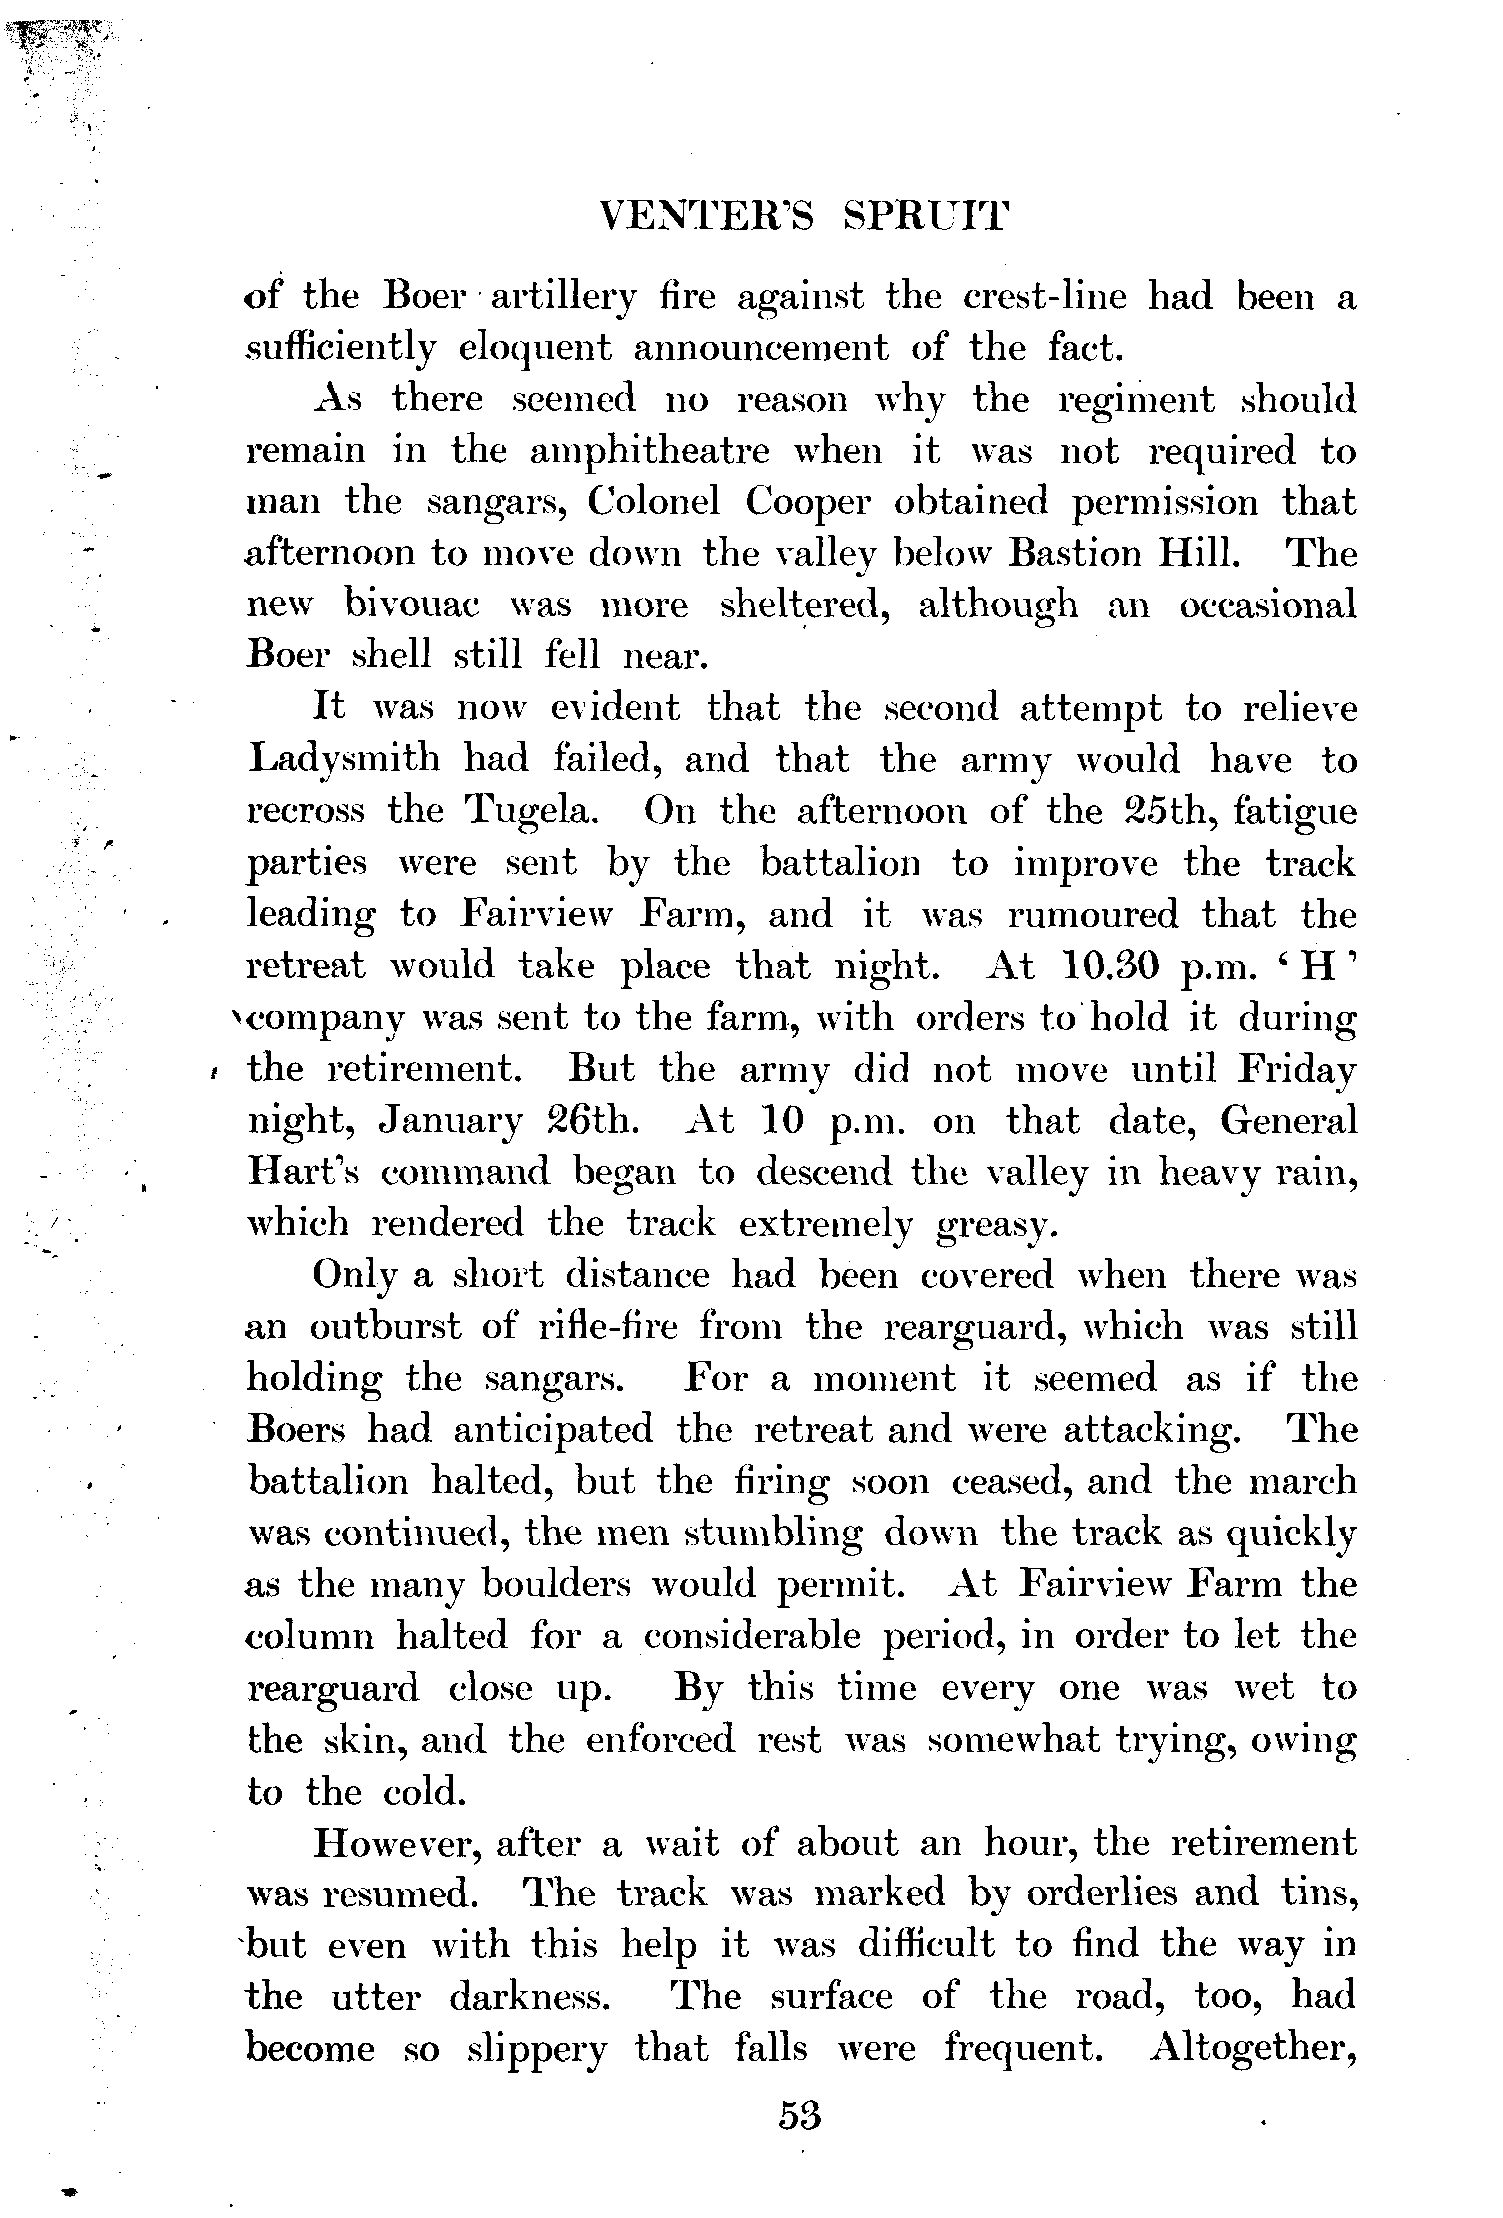 VENTER'S SPRUIT
of the Boer artillery fire against the crest-line had been a
sufficiently eloquent announcement of the fact.
As there seemed no reason why the regiment should
remain in the amphitheatre when it was not required to
man the sangars, Colonel Cooper obtained permission that
afternoon to move down the valley below Bastion Hill. The
new bivouac was more sheltered, although an occasional
Boer shell still fell near.
It was now evident that the second attempt to relieve
Ladysmith had failed, and that the army would have to
recross the Tugela. On the afternoon of the 25th, fatigue
parties were sent by the battalion to improve the track
leading to Fairview Farm, and it was rumoured that the
retreat would take place that night. At 10.30 p.m. ‘ H ’
company was sent to the farm, with orders to hold it during
the retirement. But the army did not move until Friday
night, January 26th. At 10 p.m. on that date, General
Hart's command began to descend the valley in heavy rain,
which rendered the track extremely greasy.
Only a short distance had been covered when there was
an outburst of rifle-fire from the rearguard, which was still
holding the sangars. For a moment it seemed as if the
Boers had anticipated the retreat and were attacking. The
battalion halted, but the firing soon ceased, and the march
was continued, the men stumbling down the track as quickly
as the many boulders would permit. At Fairview Farm the
column halted for a considerable period, in order to let the
rearguard close up. By this time every one was wet to
the skin, and the enforced rest was somewhat trying, owing
to the cold.
However, after a wait of about an hour, the retirement
was resumed. The track was marked by orderlies and tins,
but even with this help it was difficult to find the way in
the utter darkness. The surface of the road, too, had
become so slippery that falls were frequent. Altogether,
53